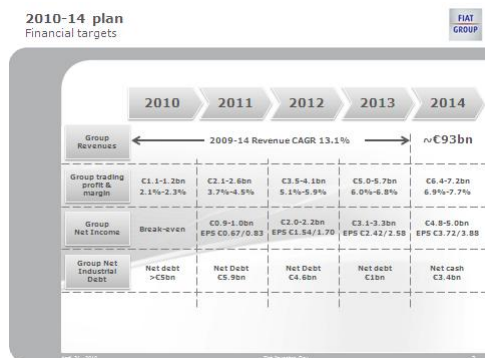 2010-14 plan
Financial targets
FIAT
GROUP
2010
2011
2012
2013
2014
Group
Revenues
2009-14 Revenue CAGR 13.1%
~€93bn
Group trading
profit &
margin
€1.1-1.2bn
2.1%-2.3%
€2.1-2.6bn
3.7%-4.5%
€3.5-4.1bn
5.1%-5.9%
€5.0-5.7bn
6.0%-6.8%
€6.4-7.2bn
6.9%-7.7%
Group
Net Income
Break-even
€0.9-1.0bn
EPS €0.67/0.83
€2.0-2.2bn
EPS €1.54/1.70
€3.1-3.3bn
EPS €2.42/2.58
€4.8-5.0bn
EPS €3.72/3.88
Group Net
Industrial
Debt
Net debt
>€5bn
Net Debt
€5.9bn
Net Debt
€4.6bn
Net debt
€1bn
Net cash
€3.4bn